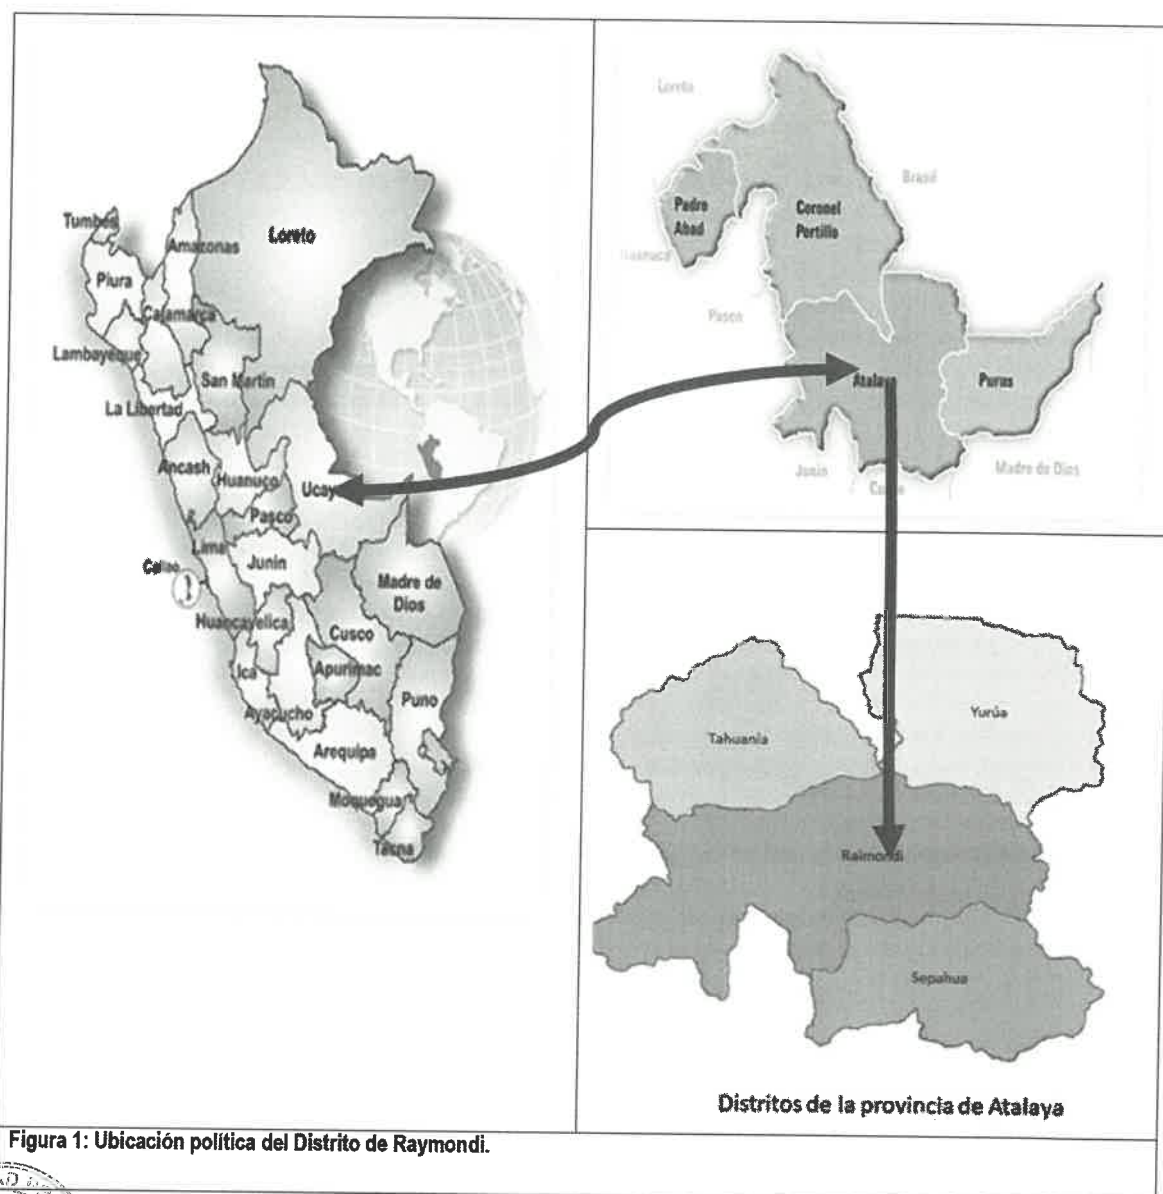 Tumbes
Amazonas
Loreto
Piura
Cajamarca
Lambayeque
San Martin
La Libertad
Ancash
Huanuco
Pasco
Lima
Callao
Junin
Madre de
Dios
Huancavelica
Cusco
Ica
Apurimac
Ayacucho
Puno
Arequipa
Moquegua
Tacna
Loreto
Brasil
Padre
Abad
Coronel
Portillo
Pasco
Purus
Junin
Madre de Dios
Tahuania
Yurúa
Raimondi
Sepahua
Distritos de la provincia de Atalaya
Figura 1: Ubicación política del Distrito de Raymondi.